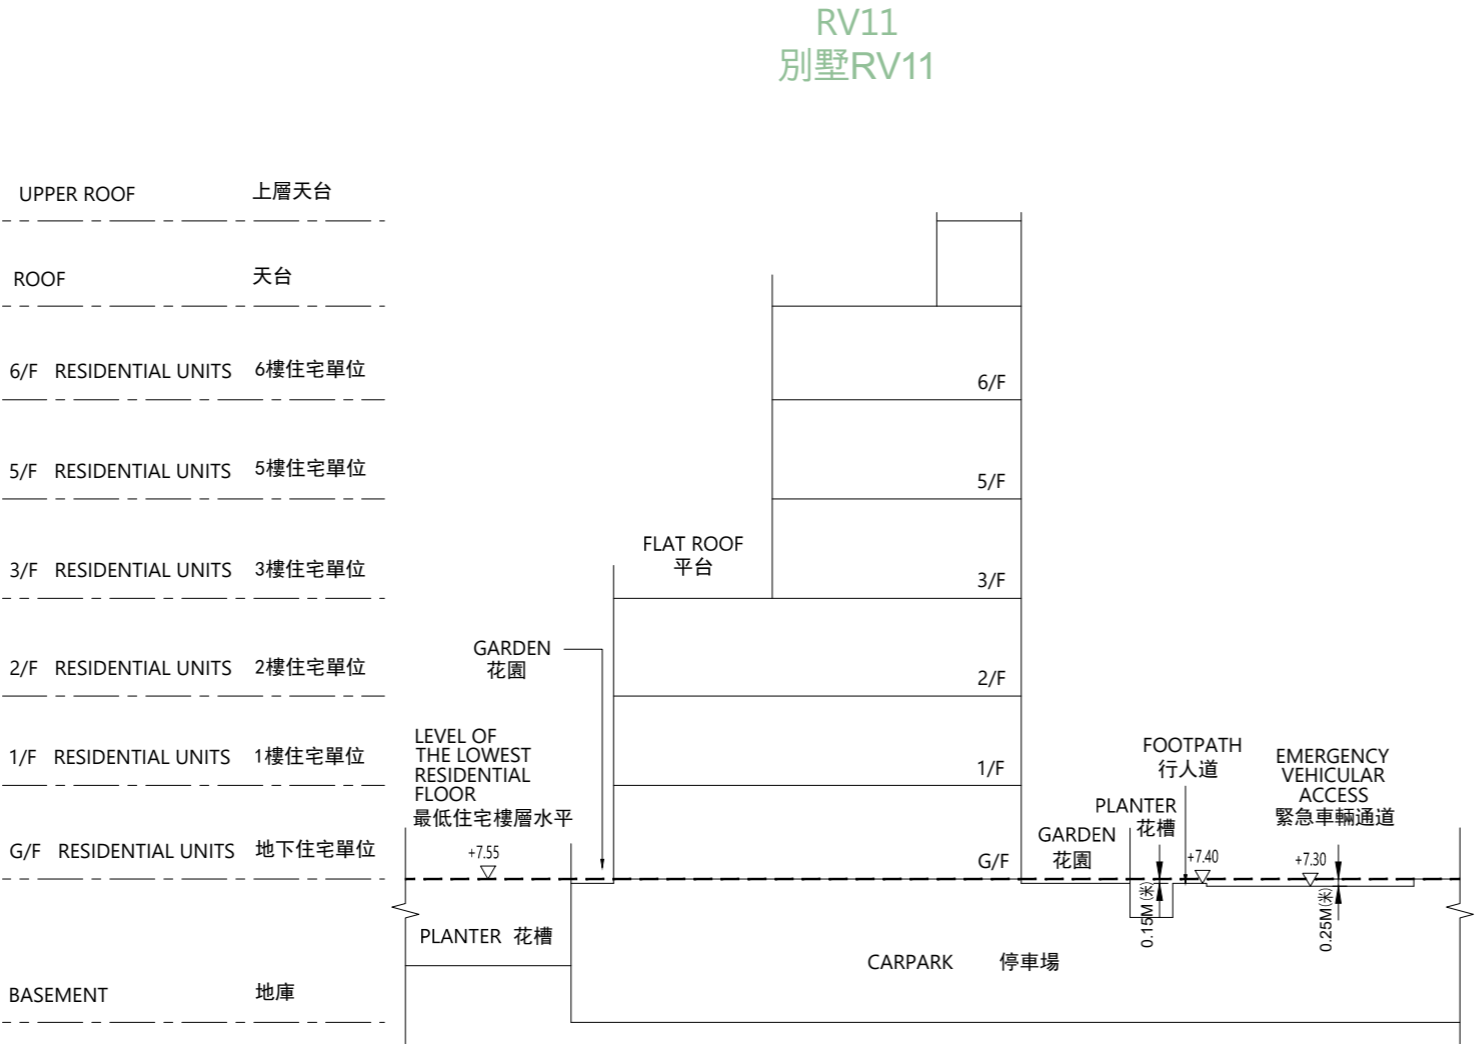 RV11
別墅RV11
UPPER ROOF 上層天台
ROOF 天台
6/F RESIDENTIAL UNITS 6樓住宅單位
6/F
5/F RESIDENTIAL UNITS 5樓住宅單位
5/F
FLAT ROOF
平台
3/F RESIDENTIAL UNITS 3樓住宅單位
3/F
GARDEN
花園
2/F RESIDENTIAL UNITS 2樓住宅單位
2/F
LEVEL OF
THE LOWEST
RESIDENTIAL
FLOOR
最低住宅樓層水平
+7.55
1/F RESIDENTIAL UNITS 1樓住宅單位
1/F
FOOTPATH
行人道
EMERGENCY
VEHICULAR
ACCESS
緊急車輛通道
PLANTER
花槽
GARDEN
花園
G/F RESIDENTIAL UNITS 地下住宅單位
G/F
+7.40
+7.30
0.15M(米)
0.25M(米)
PLANTER 花槽
CARPARK 停車場
BASEMENT 地庫